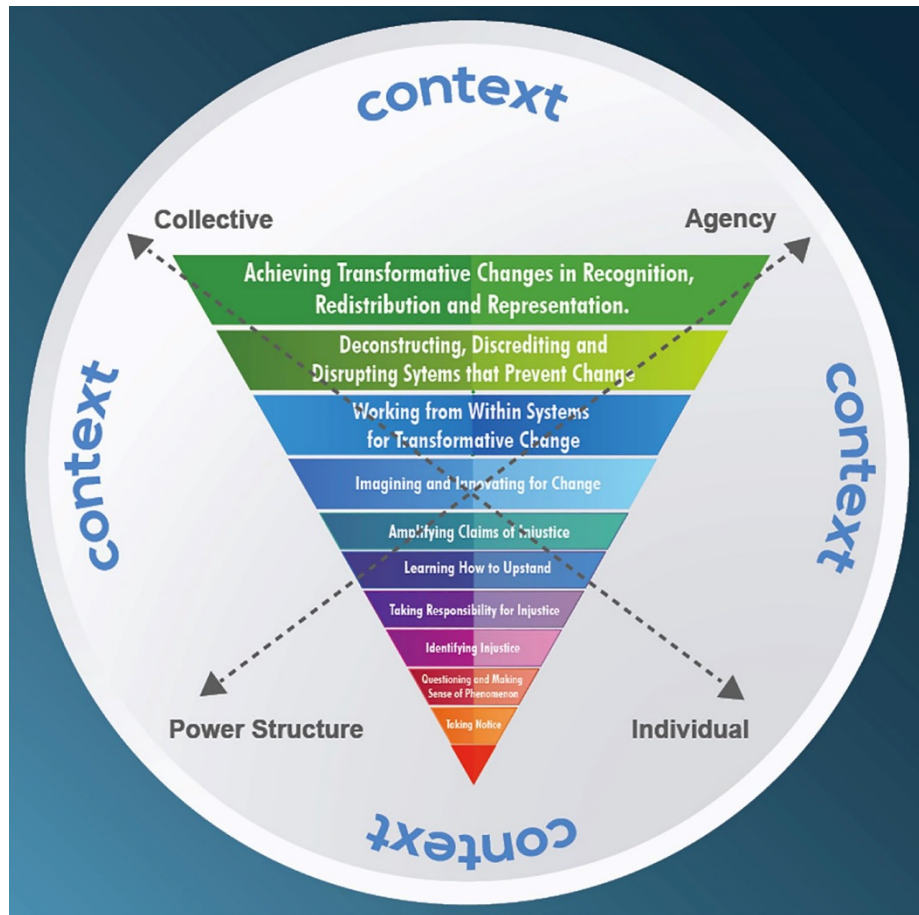 context
Collective
Agency
Achieving Transformative Changes in Recognition,
Redistribution and Representation.
Deconstructing, Discrediting and
Disrupting Sytems that Prevent Change
context
context
Working from Within Systems
for Transformative Change
Imagining and Innovating for Change
Amplifying Claims of Injustice
Learning How to Upstand
Taking Responsibility for Injustice
Identifying Injustice
Questioning and Making
Sense of Phenomenon
Taking Notice
Power Structure
Individual
context